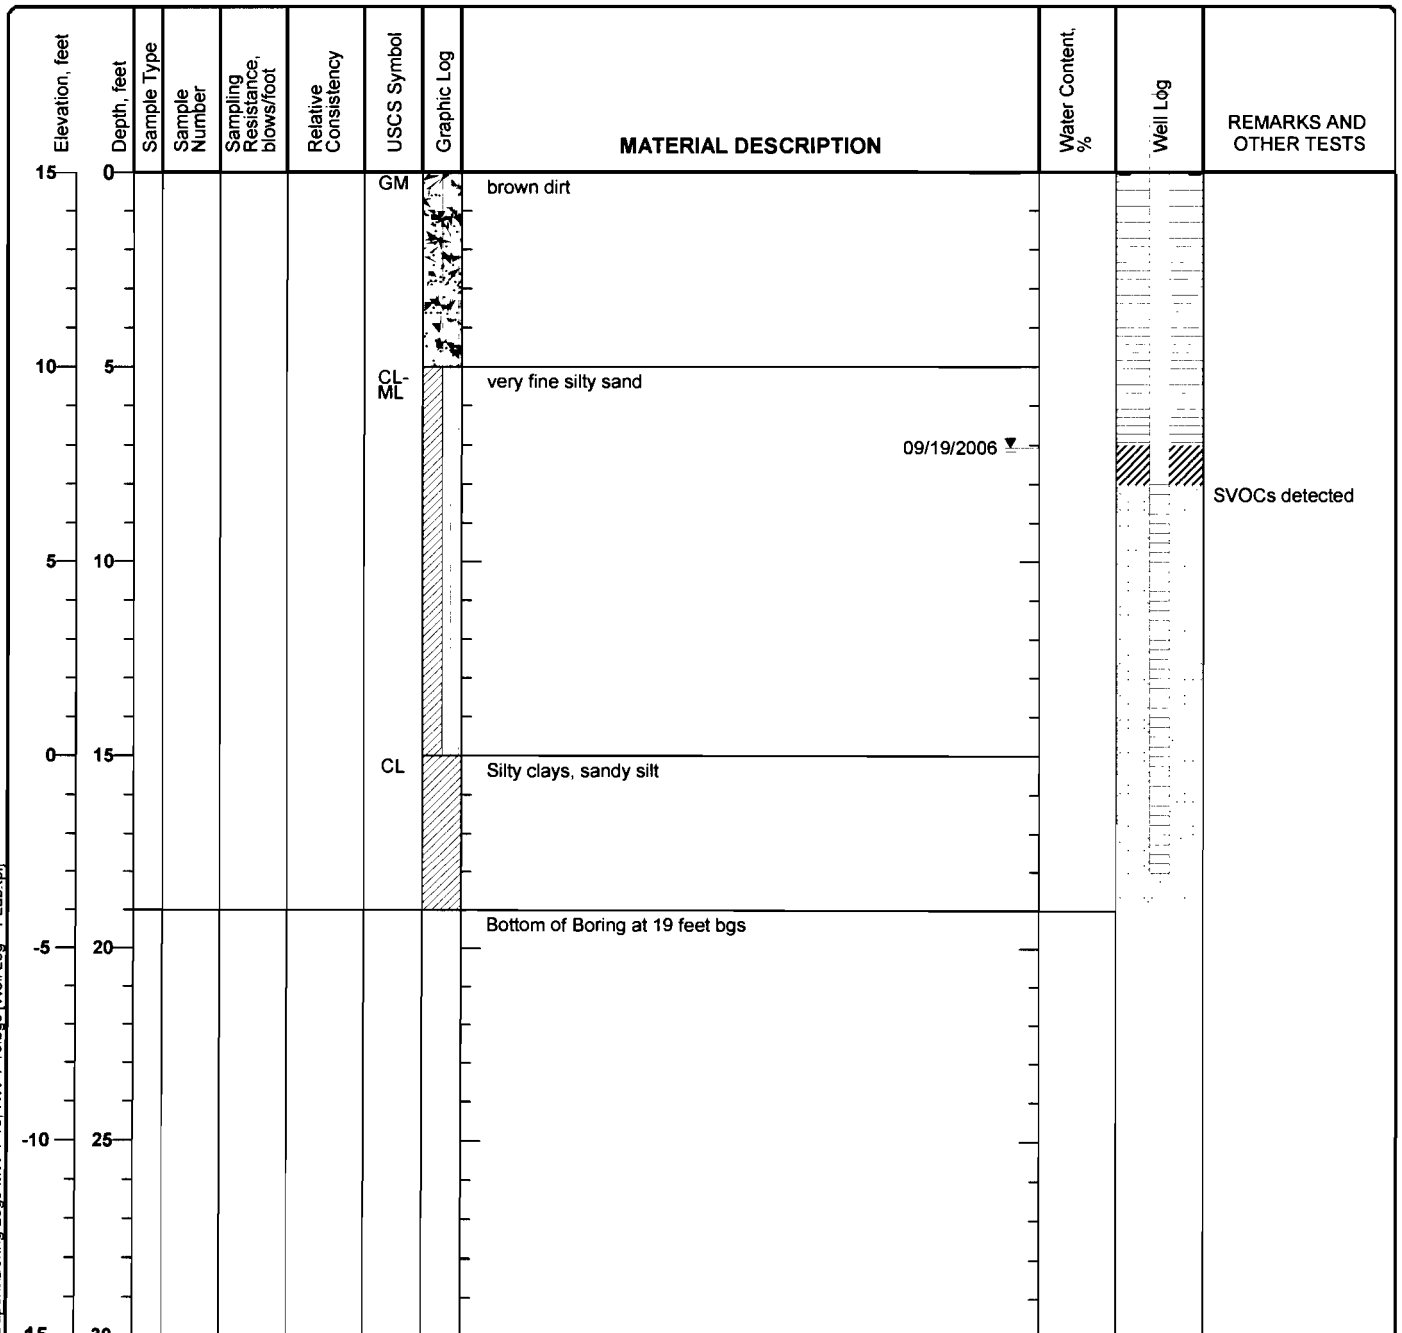 Elevation, feet
Depth, feet
Sample Type
Sample
Number
Sampling
Resistance,
blows/foot
Relative
Consistency
USCS Symbol
Graphic Log
MATERIAL DESCRIPTION
Water Content,
%
Well Log
REMARKS AND
OTHER TESTS
15 0 GM brown dirt
10 5 CL-
ML very fine silty sand
09/19/2006
SVOCs detected
5 10
0 15 CL Silty clays, sandy silt
Bottom of Boring at 19 feet bgs
-5 20
-10 25